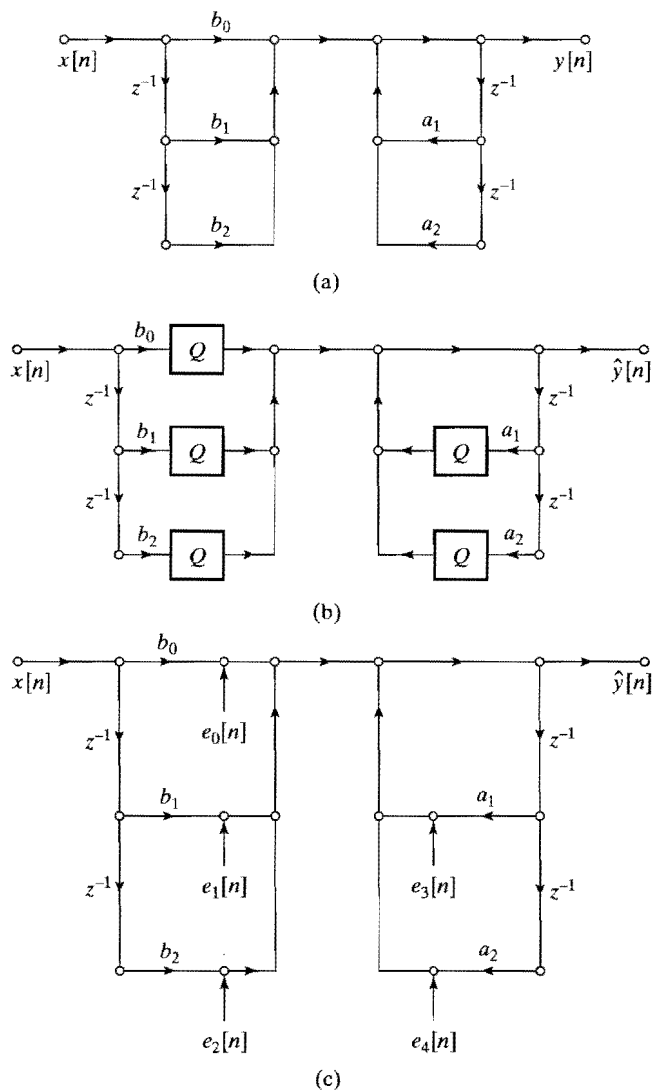 b₀
x[n] y[n]
z⁻¹ z⁻¹
b₁ a₁
z⁻¹ z⁻¹
b₂ a₂
(a)
b₀ Q
x[n] ŷ[n]
z⁻¹ z⁻¹
b₁ Q Q a₁
z⁻¹ z⁻¹
b₂ Q Q a₂
(b)
b₀
x[n] ŷ[n]
e₀[n]
z⁻¹ z⁻¹
b₁ a₁
e₁[n] e₃[n]
z⁻¹ z⁻¹
b₂ a₂
e₂[n] e₄[n]
(c)